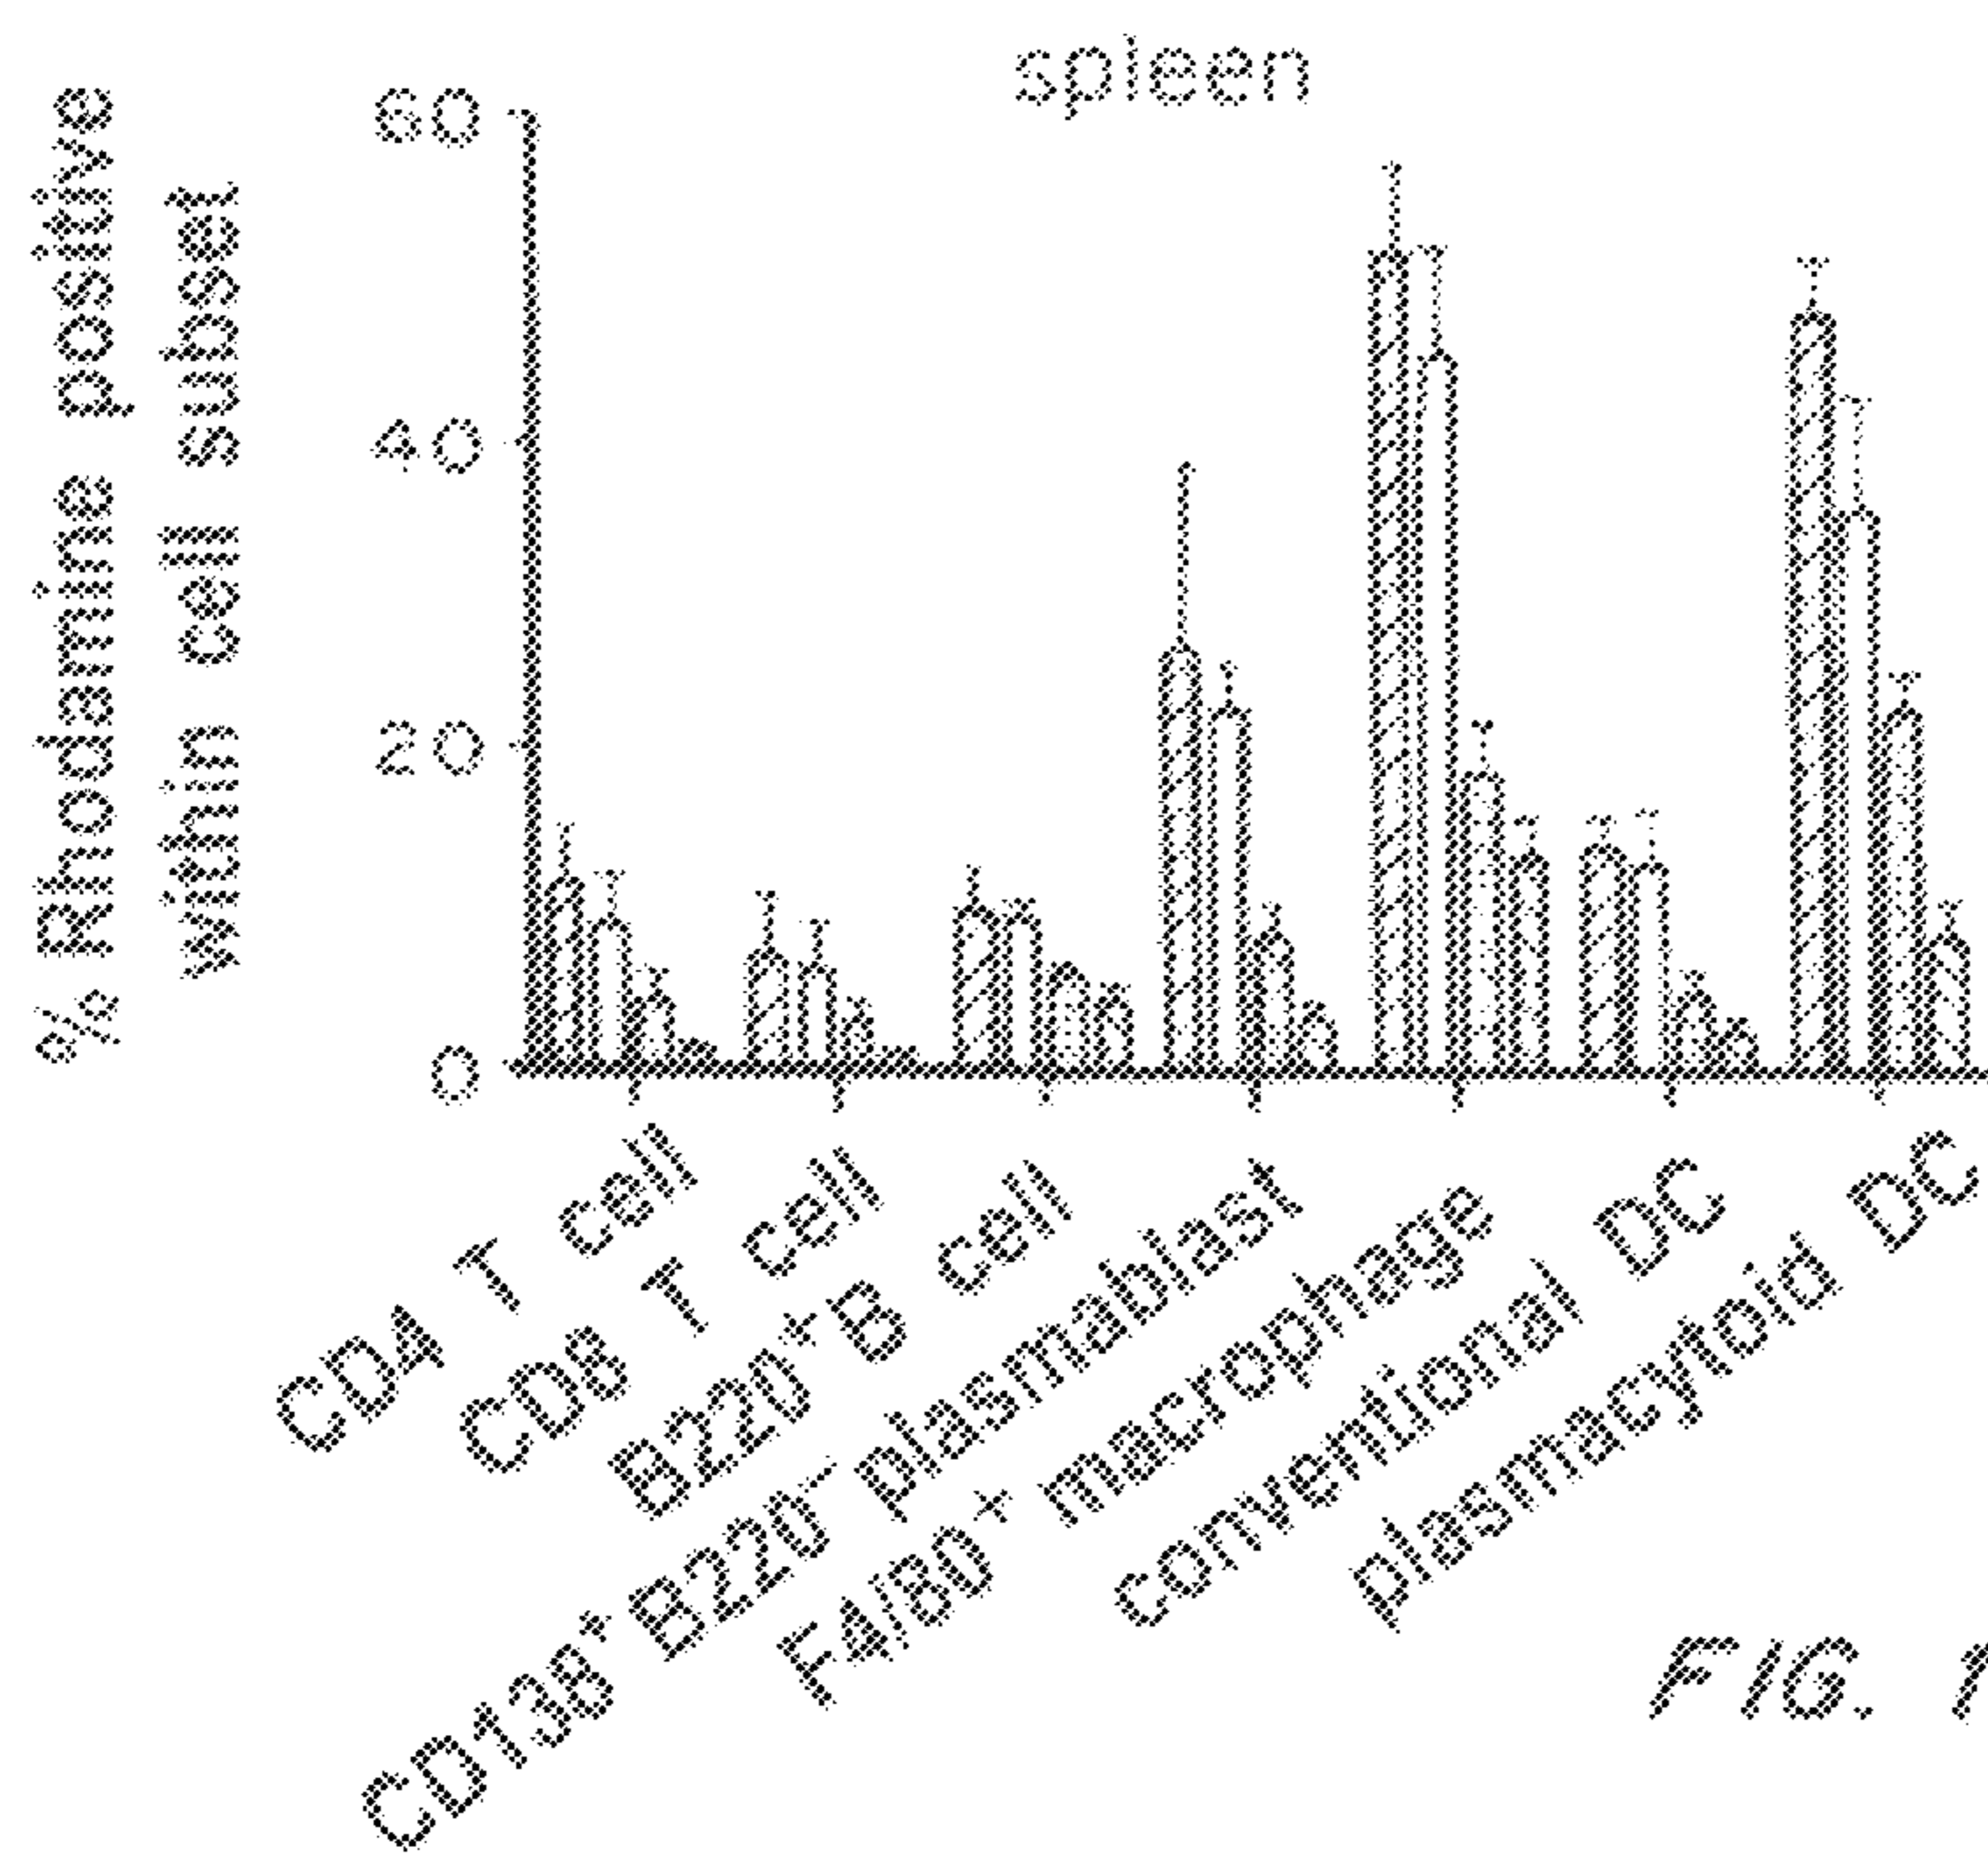 spleen
% Rhodamine positive
within cell subset
60
40
20
0
CD4 T cell
CD8 T cell
B220+B cell
CD138+B220- plasmablast
F4/80+ macrophage
conventional DC
plasmacytoid DC
FIG.